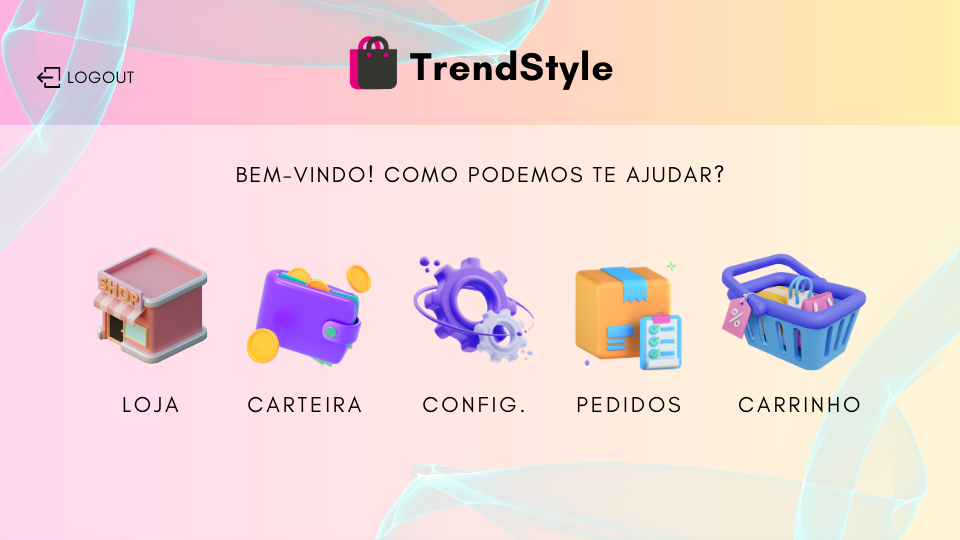 TrendStyle
LOGOUT
BEM-VINDO! COMO PODEMOS TE AJUDAR?
SHOP
%
LOJA
CARTEIRA
CONFIG.
PEDIDOS
CARRINHO